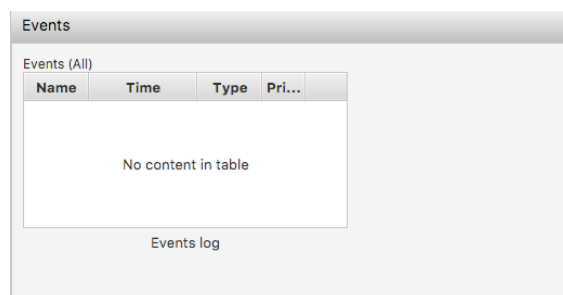 Events
Events (All)
Name Time Type Pri...
No content in table
Events log